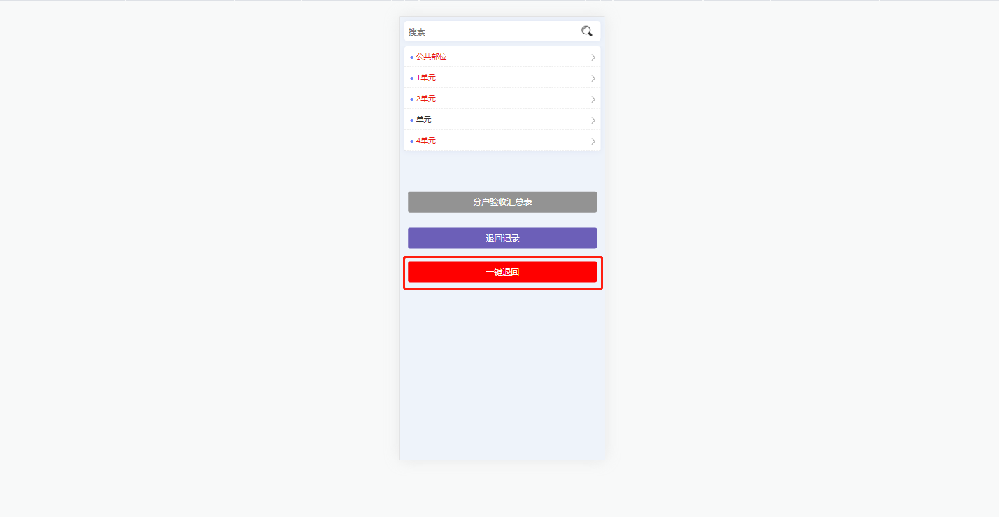 搜索
公共部位
1单元
2单元
单元
4单元
分户验收汇总表
退回记录
一键退回